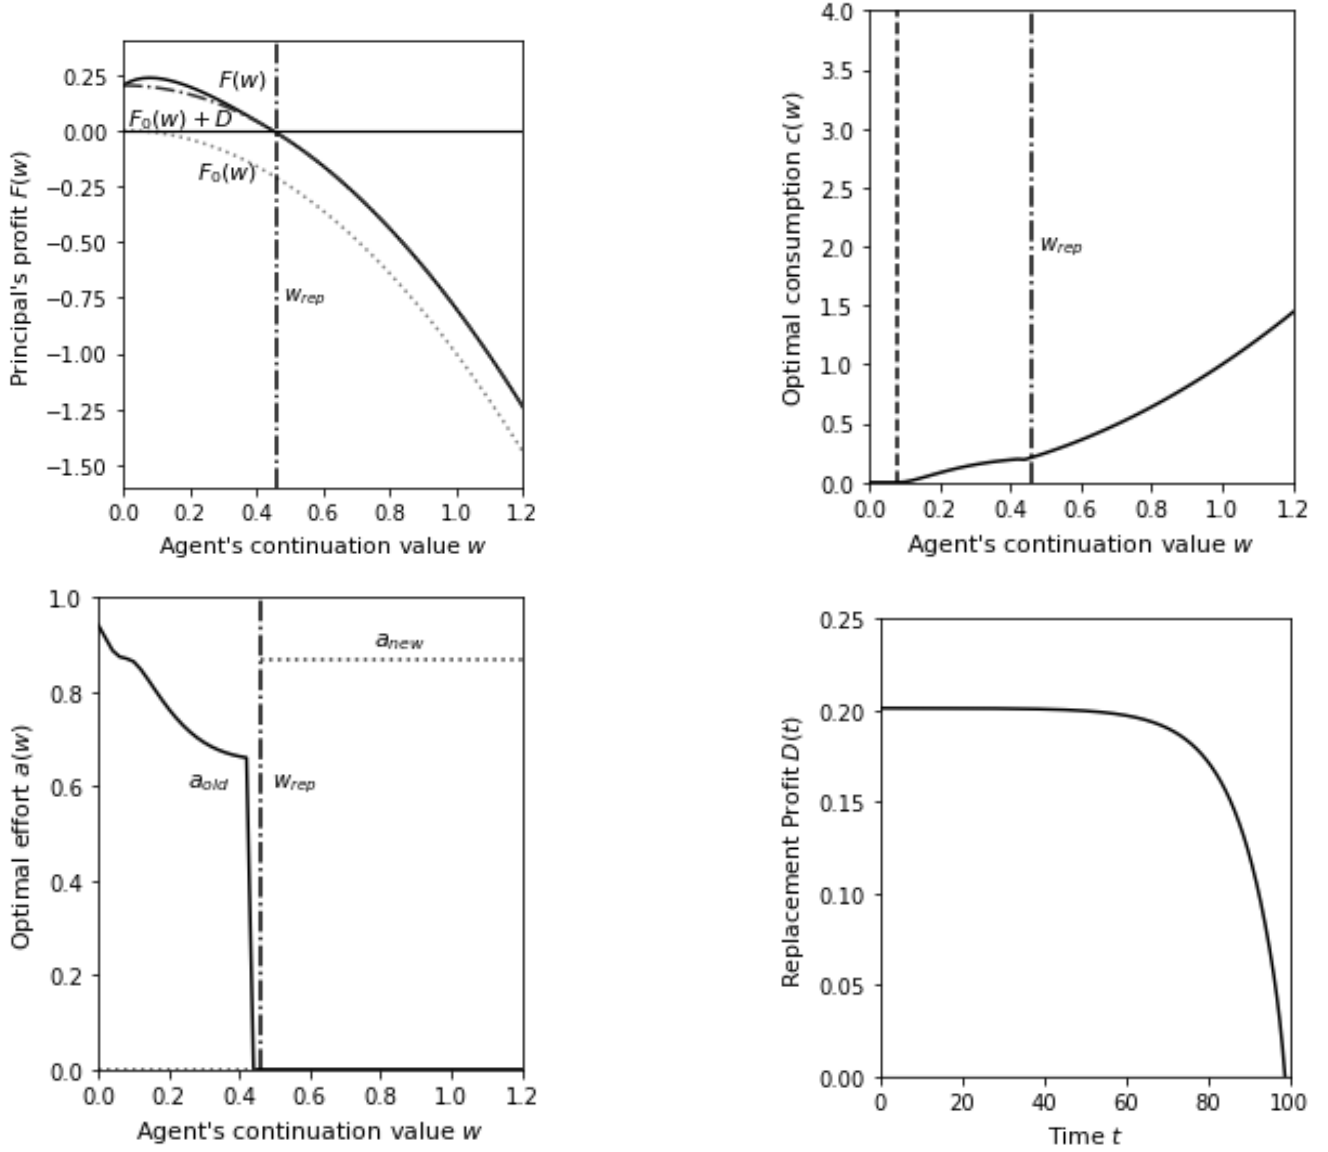 Principal's profit F(w)
0.25
0.00
−0.25
−0.50
−0.75
−1.00
−1.25
−1.50
F(w)
F₀(w) + D
F₀(w)
w_rep
0.0 0.2 0.4 0.6 0.8 1.0 1.2
Agent's continuation value w
Optimal consumption c(w)
4.0
3.5
3.0
2.5
2.0
1.5
1.0
0.5
0.0
w_rep
0.0 0.2 0.4 0.6 0.8 1.0 1.2
Agent's continuation value w
Optimal effort a(w)
1.0
0.8
0.6
0.4
0.2
0.0
a_new
a_old
w_rep
0.0 0.2 0.4 0.6 0.8 1.0 1.2
Agent's continuation value w
Replacement Profit D(t)
0.25
0.20
0.15
0.10
0.05
0.00
0 20 40 60 80 100
Time t